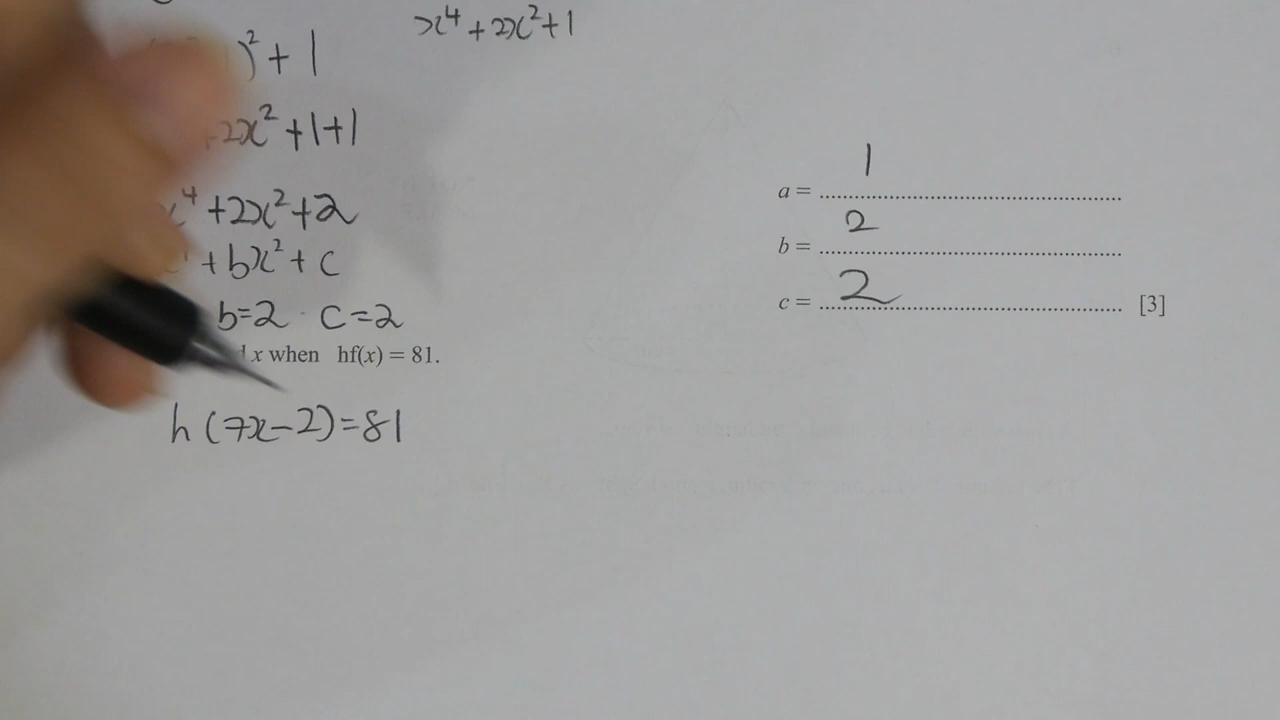 x⁴ + 2x² + 1
)² + 1
2x² + 1 + 1
x⁴ + 2x² + 2
+ bx² + c
b=2 c=2
x when hf(x) = 81.
h (7x-2)=81
a = 1
b = 2
c = 2 [3]